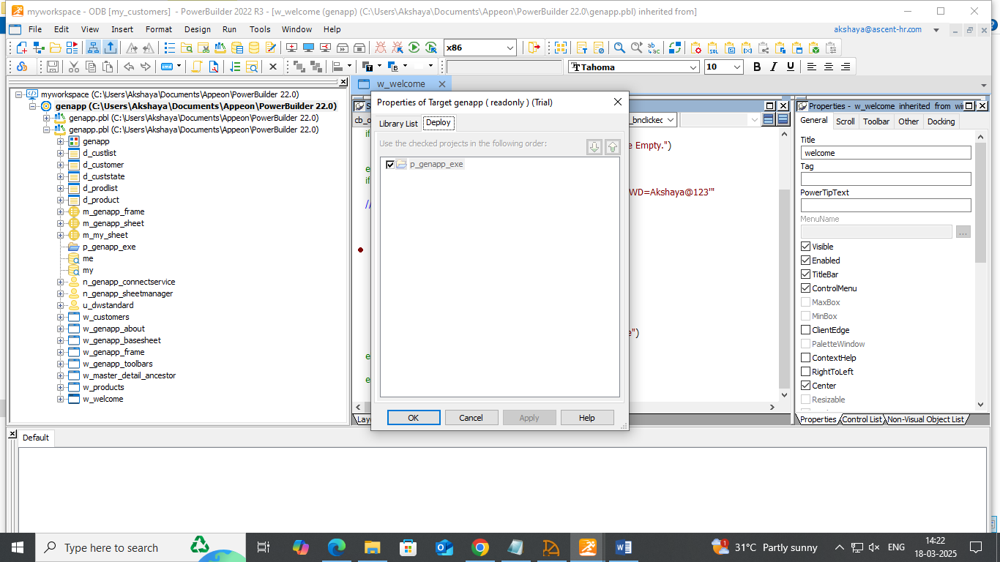 myworkspace - ODB [my_customers]  - PowerBuilder 2022 R3 - [w_welcome (genapp) (C:\Users\Akshaya\Documents\Appeon\PowerBuilder 22.0\genapp.pbl) inherited from]
File Edit View Insert Format Design Run Tools Window Help
akshaya@ascent-hr.com
x86
Tahoma
10
B I U
myworkspace (C:\Users\Akshaya\Documents\Appeon\PowerBuilder 22.0)
genapp (C:\Users\Akshaya\Documents\Appeon\PowerBuilder 22.0)
genapp.pbl (C:\Users\Akshaya\Documents\Appeon\PowerBuilder 22.0)
genapp.pbl (C:\Users\Akshaya\Documents\Appeon\PowerBuilder 22.0)
genapp
d_custlist
d_customer
d_custstate
d_prodlist
d_product
m_genapp_frame
m_genapp_sheet
m_my_sheet
p_genapp_exe
me
my
n_genapp_connectservice
n_genapp_sheetmanager
u_dwstandard
w_customers
w_genapp_about
w_genapp_basesheet
w_genapp_frame
w_genapp_toolbars
w_master_detail_ancestor
w_products
w_welcome
w_welcome
S
cb_o
_bnclicked
if
e Empty.")
e
if
WD=Akshaya@123'"
//
e")
e
e
Lay
Properties of Target genapp ( readonly ) (Trial)
Library List Deploy
Use the checked projects in the following order:
p_genapp_exe
OK Cancel Apply Help
Properties - w_welcome inherited from wi
General Scroll Toolbar Other Docking
Title
welcome
Tag
PowerTipText
MenuName
...
Visible
Enabled
TitleBar
ControlMenu
MaxBox
MinBox
ClientEdge
PaletteWindow
ContextHelp
RightToLeft
Center
Resizable
Properties Control List Non-Visual Object List
Default
Type here to search
31°C Partly sunny
ENG
14:22
18-03-2025